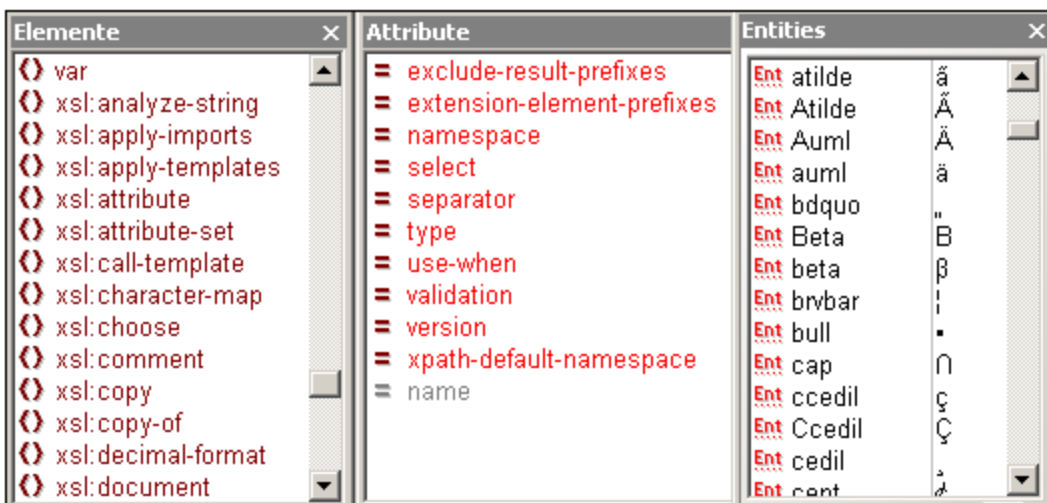 Elemente
var
xsl:analyze-string
xsl:apply-imports
xsl:apply-templates
xsl:attribute
xsl:attribute-set
xsl:call-template
xsl:character-map
xsl:choose
xsl:comment
xsl:copy
xsl:copy-of
xsl:decimal-format
xsl:document
Attribute
= exclude-result-prefixes
= extension-element-prefixes
= namespace
= select
= separator
= type
= use-when
= validation
= version
= xpath-default-namespace
= name
Entities
Ent atilde ã
Ent Atilde Ã
Ent Auml Ä
Ent auml ä
Ent bdquo „
Ent Beta Β
Ent beta β
Ent brvbar ¦
Ent bull •
Ent cap ∩
Ent ccedil ç
Ent Ccedil Ç
Ent cedil ¸
Ent cent ¢